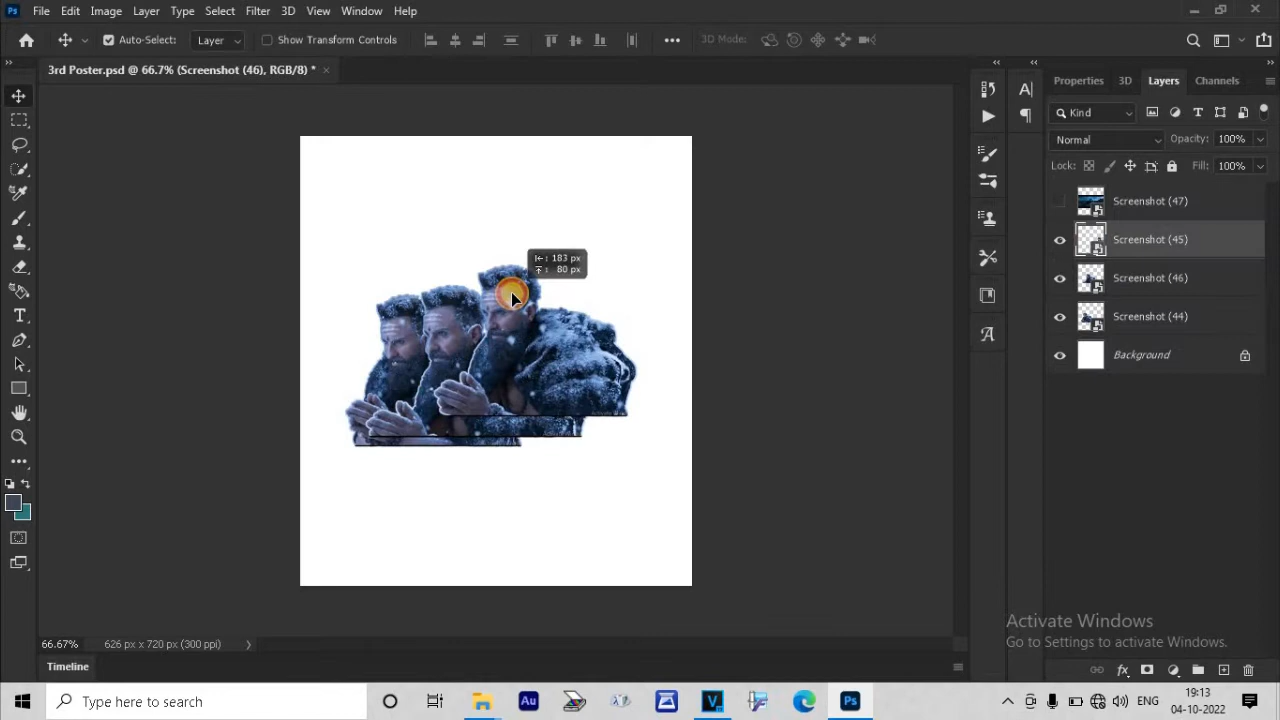 Ps File Edit Image Layer Type Select Filter 3D View Window Help
Auto-Select: Layer Show Transform Controls 3D Mode:
3rd Poster.psd @ 66.7% (Screenshot (46), RGB/8) *
Properties 3D Layers Channels
Kind
Normal Opacity: 100%
Lock: Fill: 100%
Screenshot (47)
Screenshot (45)
Screenshot (46)
Screenshot (44)
Background
183 px
80 px
Activate Windows
Go to Settings to activate Windows.
66.67% 626 px x 720 px (300 ppi)
Timeline
Type here to search
Au
V
Ps
ENG
19:13
04-10-2022